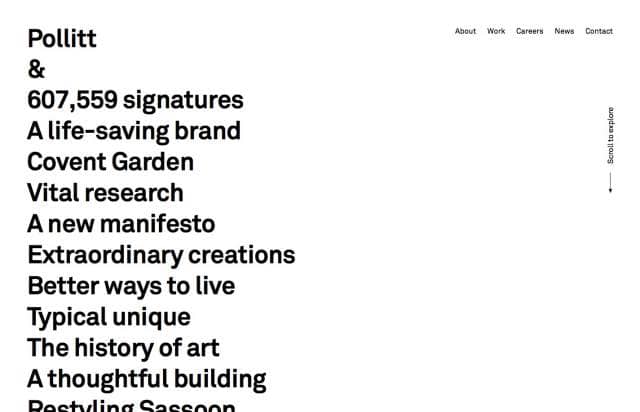 Pollitt
&
607,559 signatures
A life-saving brand
Covent Garden
Vital research
A new manifesto
Extraordinary creations
Better ways to live
Typical unique
The history of art
A thoughtful building
Restyling Sassoon
About Work Careers News Contact
Scroll to explore